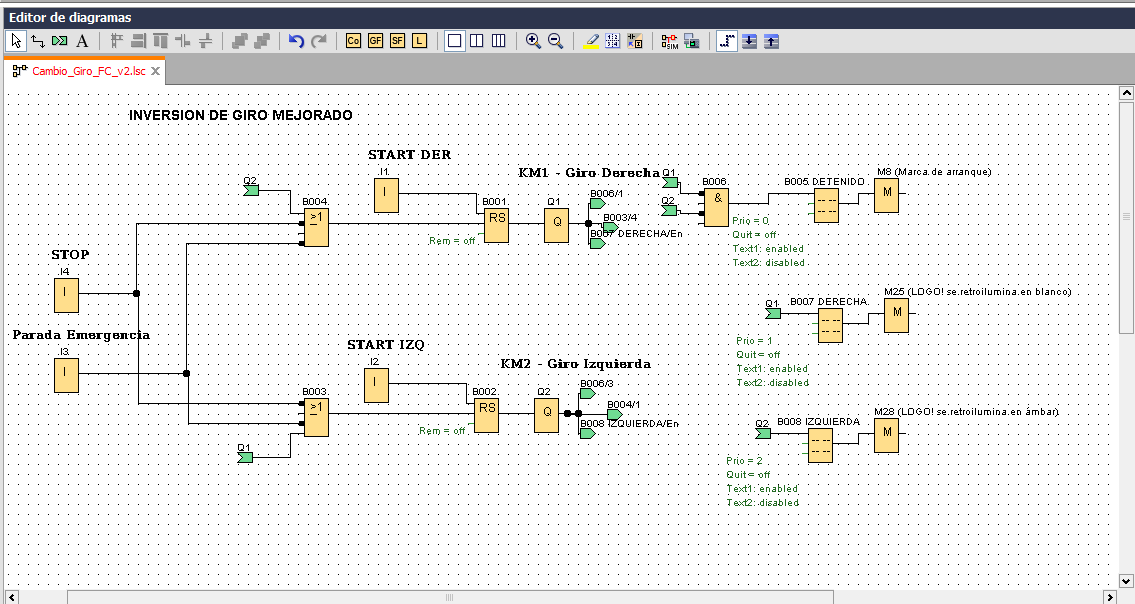 Editor de diagramas
A
Co GF SF L
SIM
Cambio_Giro_FC_v2.lsc
INVERSION DE GIRO MEJORADO
START DER
I1
I
Q2
B004
>1
B001
RS
Rem = off
KM1 - Giro Derecha
Q1
Q
B006/1
B003/4
B007 DERECHA/En
Q1
Q2
B006
&
B005 DETENIDO
Prio = 0
Quit = off
Text1: enabled
Text2: disabled
M8 (Marca de arranque)
M
STOP
I4
I
Parada Emergencia
I3
I
Q1
B007 DERECHA
Prio = 1
Quit = off
Text1: enabled
Text2: disabled
M25 (LOGO! se retroilumina en blanco)
M
START IZQ
I2
I
B003
>1
Q1
B002
RS
Rem = off
KM2 - Giro Izquierda
Q2
Q
B006/3
B004/1
B008 IZQUIERDA/En
Q2
B008 IZQUIERDA
Prio = 2
Quit = off
Text1: enabled
Text2: disabled
M28 (LOGO! se retroilumina en ámbar)
M